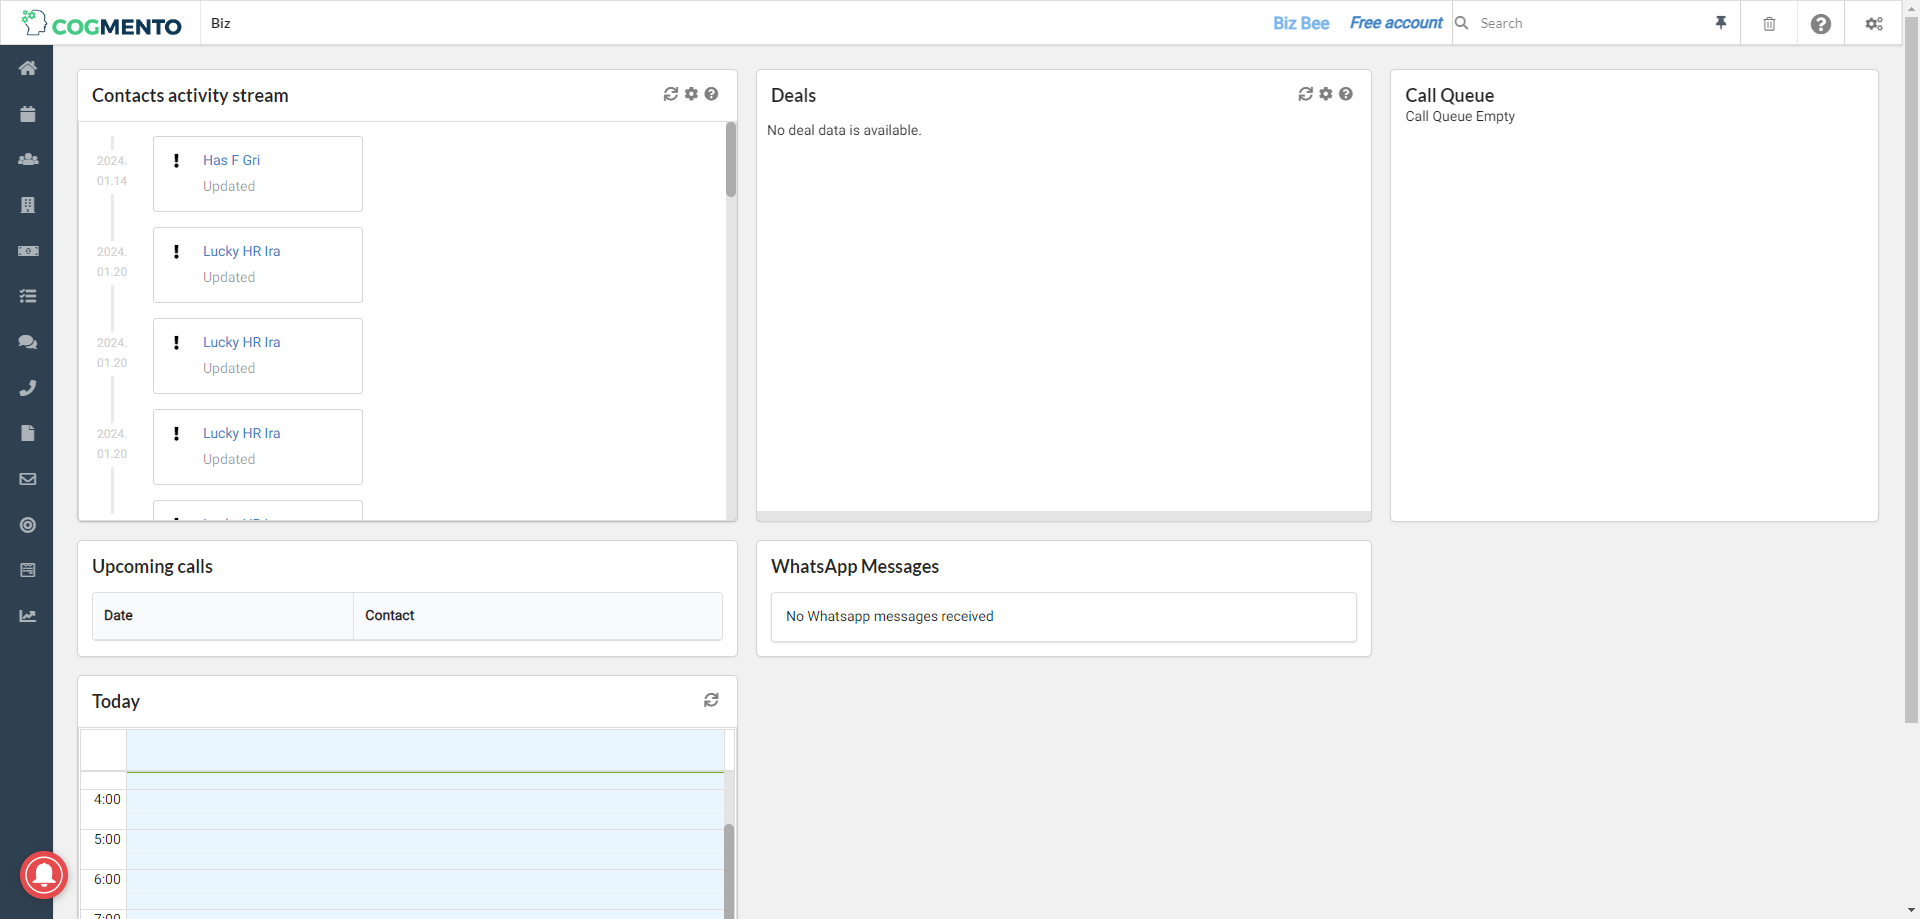 COGMENTO
Biz
Biz Bee
Free account
Search
Contacts activity stream
2024.
01.14
Has F Gri
Updated
2024.
01.20
Lucky HR Ira
Updated
2024.
01.20
Lucky HR Ira
Updated
2024.
01.20
Lucky HR Ira
Updated
Deals
No deal data is available.
Call Queue
Call Queue Empty
Upcoming calls
Date
Contact
WhatsApp Messages
No Whatsapp messages received
Today
4:00
5:00
6:00
7:00